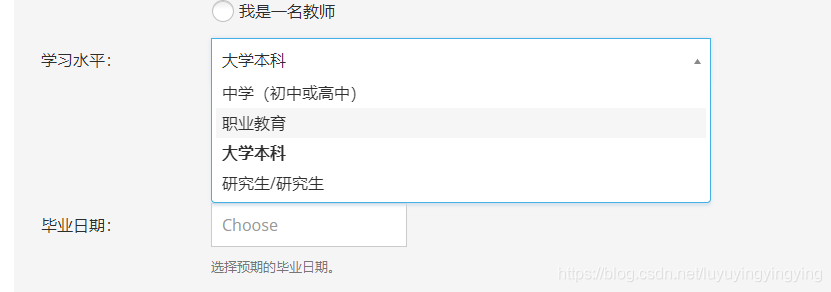 我是一名教师
学习水平：
大学本科
中学（初中或高中）
职业教育
大学本科
研究生/研究生
毕业日期：
Choose
选择预期的毕业日期。
https://blog.csdn.net/luyuyingyingying